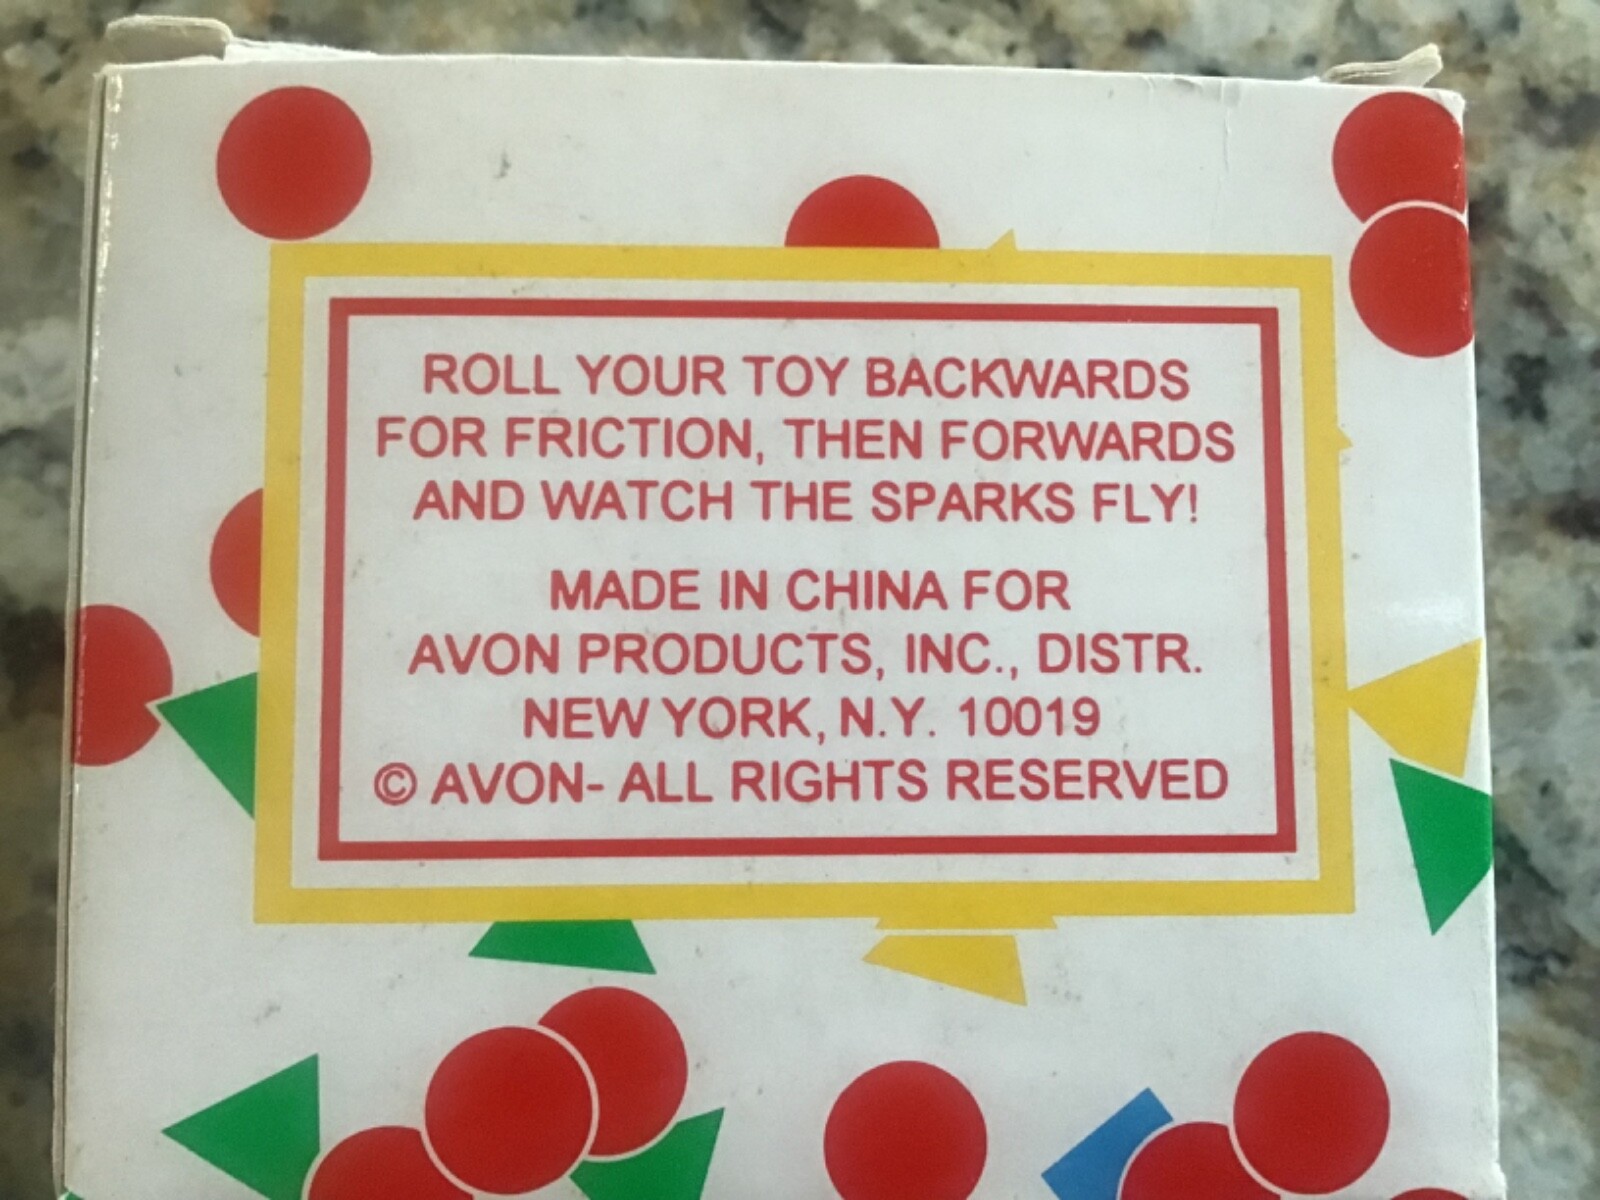 ROLL YOUR TOY BACKWARDS
FOR FRICTION, THEN FORWARDS
AND WATCH THE SPARKS FLY!
MADE IN CHINA FOR
AVON PRODUCTS, INC., DISTR.
NEW YORK, N.Y. 10019
© AVON- ALL RIGHTS RESERVED